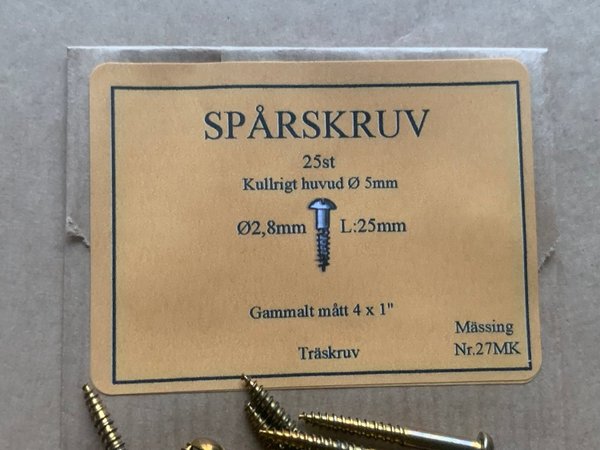 SPÅRSKRUV
25st
Kullrigt huvud Ø 5mm
Ø2,8mm L:25mm
Gammalt mått 4 x 1"
Mässing
Träskruv Nr.27MK